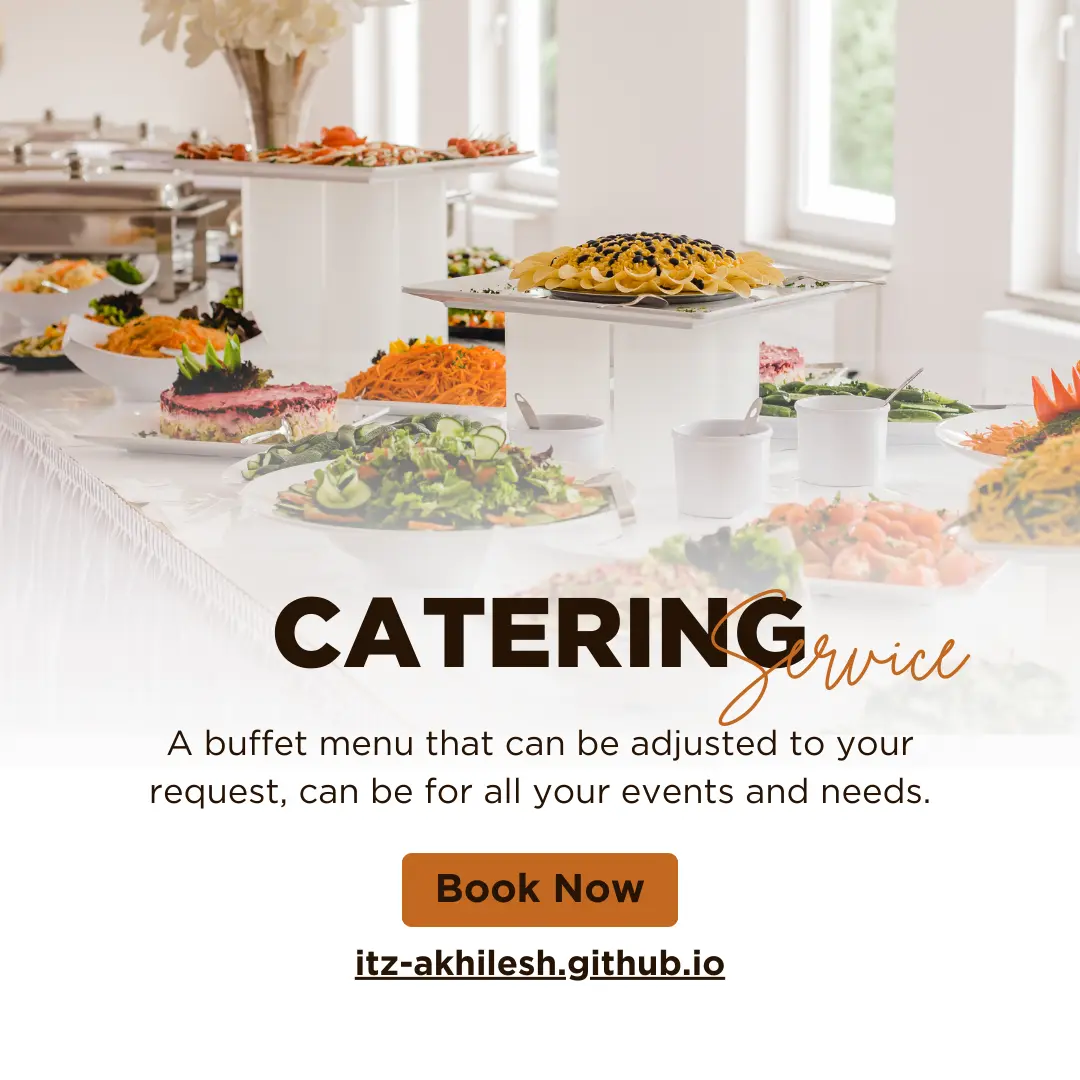 CATERING
Service
A buffet menu that can be adjusted to your
request, can be for all your events and needs.
Book Now
itz-akhilesh.github.io